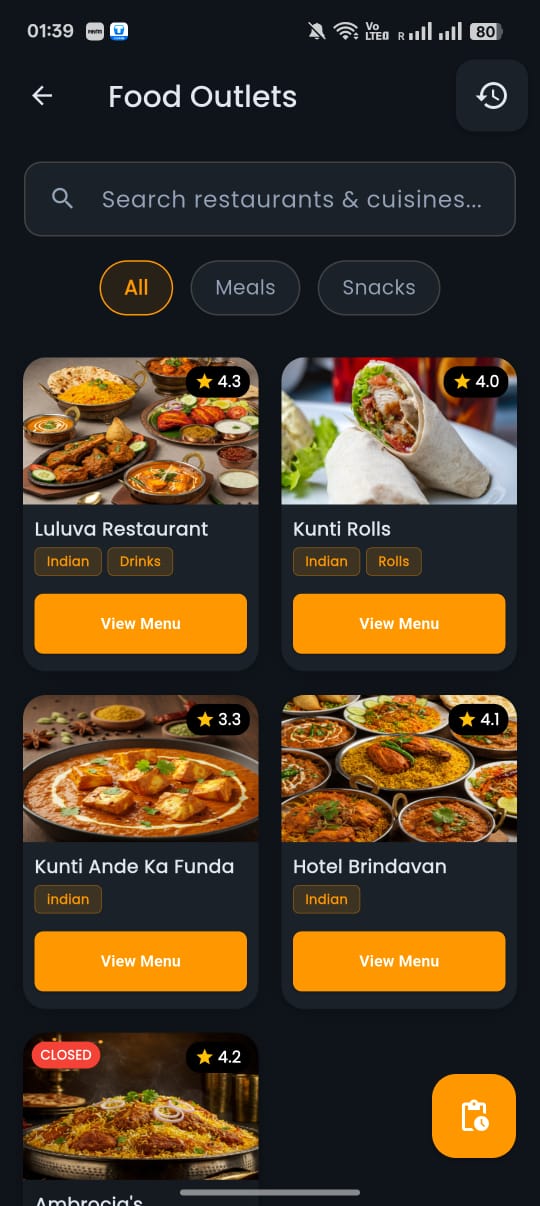 01:39 Vo LTE R 80
Food Outlets
Search restaurants & cuisines...
All Meals Snacks
4.3 4.0
Luluva Restaurant Kunti Rolls
Indian Drinks Indian Rolls
View Menu View Menu
3.3 4.1
Kunti Ande Ka Funda Hotel Brindavan
indian Indian
View Menu View Menu
CLOSED 4.2
Ambrocia's